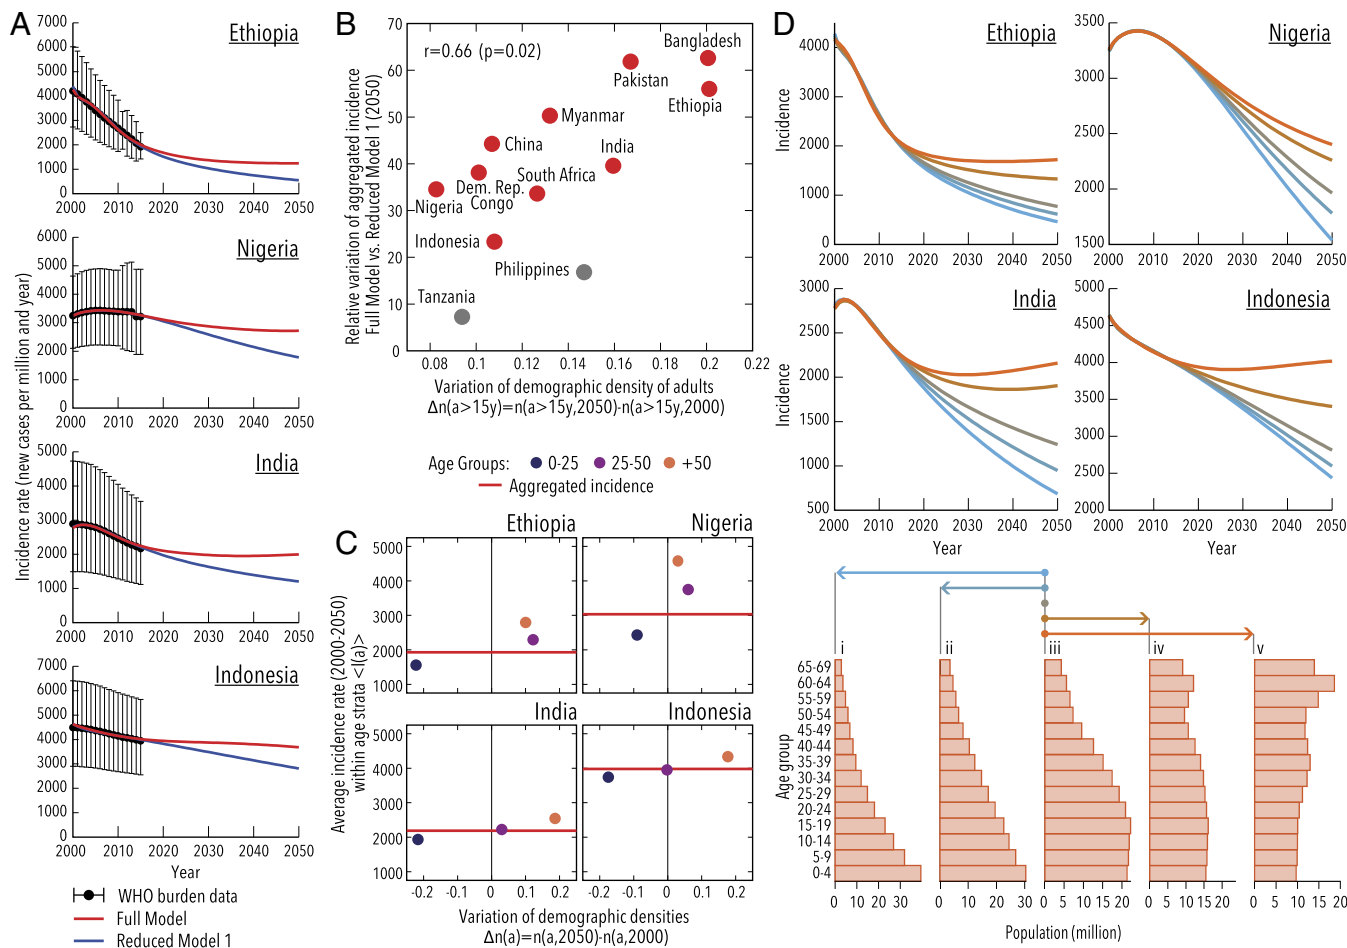 A
Ethiopia
7000
6000
5000
4000
3000
2000
1000
0
2000 2010 2020 2030 2040 2050
Nigeria
6000
5000
4000
3000
2000
1000
0
2000 2010 2020 2030 2040 2050
India
5000
4000
3000
2000
1000
0
2000 2010 2020 2030 2040 2050
Indonesia
7000
6000
5000
4000
3000
2000
1000
0
2000 2010 2020 2030 2040 2050
Incidence rate (new cases per million and year)
Year
WHO burden data
Full Model
Reduced Model 1
B
r=0.66 (p=0.02)
Bangladesh
Pakistan
Ethiopia
Myanmar
China
India
Dem. Rep.
Congo
South Africa
Nigeria
Indonesia
Philippines
Tanzania
70
60
50
40
30
20
10
0
0.08 0.1 0.12 0.14 0.16 0.18 0.2 0.22
Relative variation of aggregated incidence
Full Model vs. Reduced Model 1 (2050)
Variation of demographic density of adults
Δn(a>15y)=n(a>15y,2050)-n(a>15y,2000)
Age Groups: 0-25 25-50 +50
Aggregated incidence
C
Ethiopia
Nigeria
5000
4000
3000
2000
1000
India
Indonesia
5000
4000
3000
2000
1000
-0.2 -0.1 0 0.1 0.2
-0.1 0 0.1 0.2
Average incidence rate (2000-2050)
within age strata <I(a)>
Variation of demographic densities
Δn(a)=n(a,2050)-n(a,2000)
D
Ethiopia
4000
3000
2000
1000
0
2000 2010 2020 2030 2040 2050
Incidence
Nigeria
3500
3000
2500
2000
1500
2000 2010 2020 2030 2040 2050
India
3000
2500
2000
1500
1000
500
2000 2010 2020 2030 2040 2050
Incidence
Year
Indonesia
5000
4500
4000
3500
3000
2500
2000
2000 2010 2020 2030 2040 2050
Year
i ii iii iv v
65-69
60-64
55-59
50-54
45-49
40-44
35-39
30-34
25-29
20-24
15-19
10-14
5-9
0-4
Age group
0 10 20 30
0 10 20 30
0 5 10 15 20
0 5 10 15 20
0 5 10 15 20
Population (million)